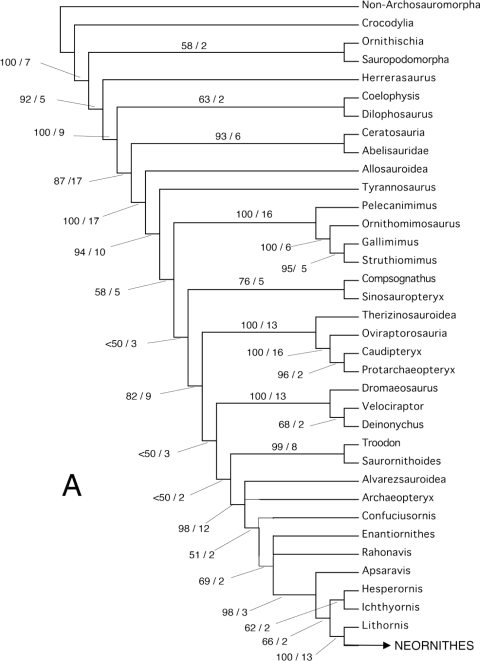 Non-Archosauromorpha
Crocodylia
Ornithischia
58 / 2
Sauropodomorpha
100 / 7
Herrerasaurus
92 / 5
Coelophysis
63 / 2
Dilophosaurus
100 / 9
Ceratosauria
93 / 6
Abelisauridae
Allosauroidea
87 /17
Tyrannosaurus
Pelecanimimus
100 / 16
100 / 17
Ornithomimosaurus
Gallimimus
100 / 6
94 / 10
Struthiomimus
95/ 5
Compsognathus
76 / 5
58 / 5
Sinosauropteryx
Therizinosauroidea
100 / 13
Oviraptorosauria
<50 / 3
Caudipteryx
100 / 16
Protarchaeopteryx
96 / 2
Dromaeosaurus
82 / 9
100 / 13
Velociraptor
Deinonychus
68 / 2
Troodon
99 / 8
<50 / 3
Saurornithoides
Alvarezsauroidea
A
Archaeopteryx
<50 / 2
Confuciusornis
98 / 12
Enantiornithes
Rahonavis
51 / 2
Apsaravis
69 / 2
Hesperornis
Ichthyornis
98 / 3
Lithornis
62 / 2
66 / 2
NEORNITHES
100 / 13